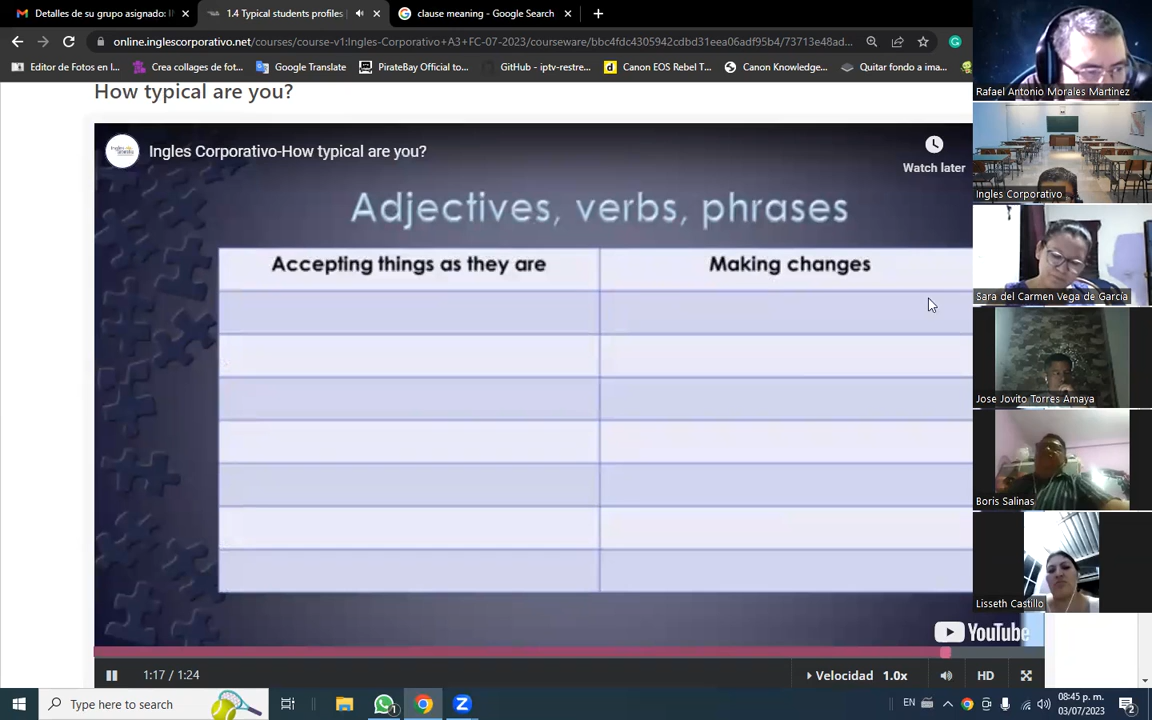 Detalles de su grupo asignado: I
1.4 Typical students profiles
clause meaning - Google Search
online.inglescorporativo.net/courses/course-v1:Ingles-Corporativo+A3+FC-07-2023/courseware/bbc4fdc4305942cdbd31eea06adf95b4/73713e48ad...
Editor de Fotos en l...
Crea collages de fot...
Google Translate
PirateBay Official to...
GitHub - iptv-restre...
Canon EOS Rebel T...
Canon Knowledge...
Quitar fondo a ima...
How typical are you?
Ingles Corporativo-How typical are you?
Watch later
Adjectives, verbs, phrases
Accepting things as they are
Making changes
YouTube
1:17 / 1:24
Velocidad 1.0x
HD
Rafael Antonio Morales Martinez
Ingles Corporativo
Sara del Carmen Vega de Garcia
Jose Jovito Torres Amaya
Boris Salinas
Lisseth Castillo
Type here to search
1
EN
08:45 p. m.
03/07/2023
2